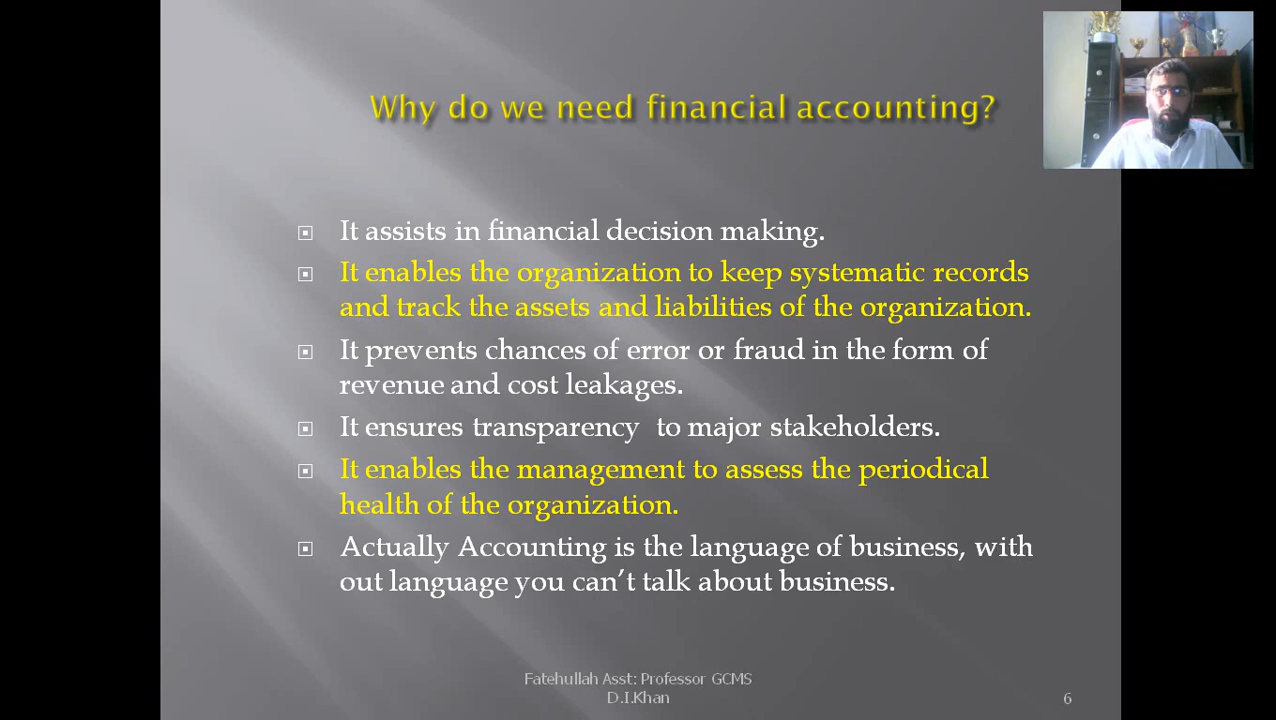 Why do we need financial accounting?
It assists in financial decision making.
It enables the organization to keep systematic records
and track the assets and liabilities of the organization.
It prevents chances of error or fraud in the form of
revenue and cost leakages.
It ensures transparency  to major stakeholders.
It enables the management to assess the periodical
health of the organization.
Actually Accounting is the language of business, with
out language you can’t talk about business.
Fatehullah Asst: Professor GCMS
D.I.Khan
6